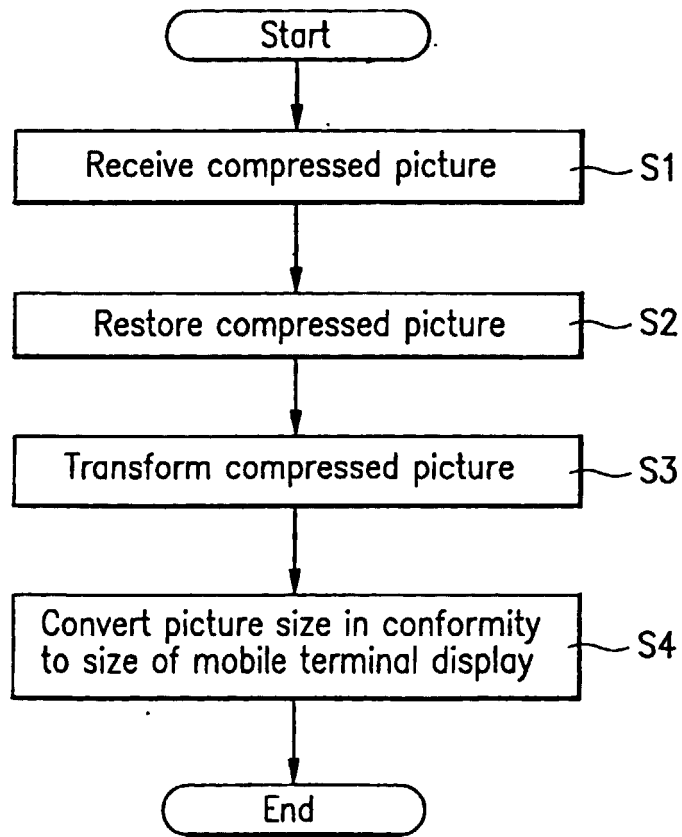 Start
Receive compressed picture
S1
Restore compressed picture
S2
Transform compressed picture
S3
Convert picture size in conformity
to size of mobile terminal display
S4
End